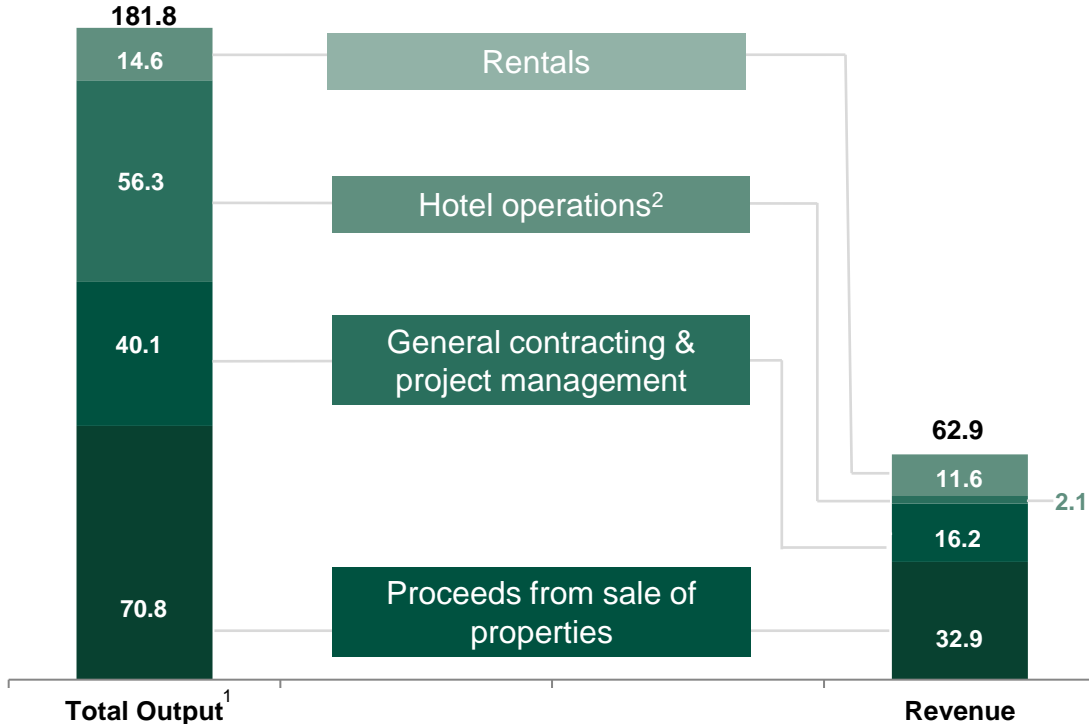 181.8
14.6
Rentals
56.3
Hotel operations²
40.1
General contracting &
project management
62.9
11.6
2.1
16.2
70.8
Proceeds from sale of
properties
32.9
Total Output¹
Revenue